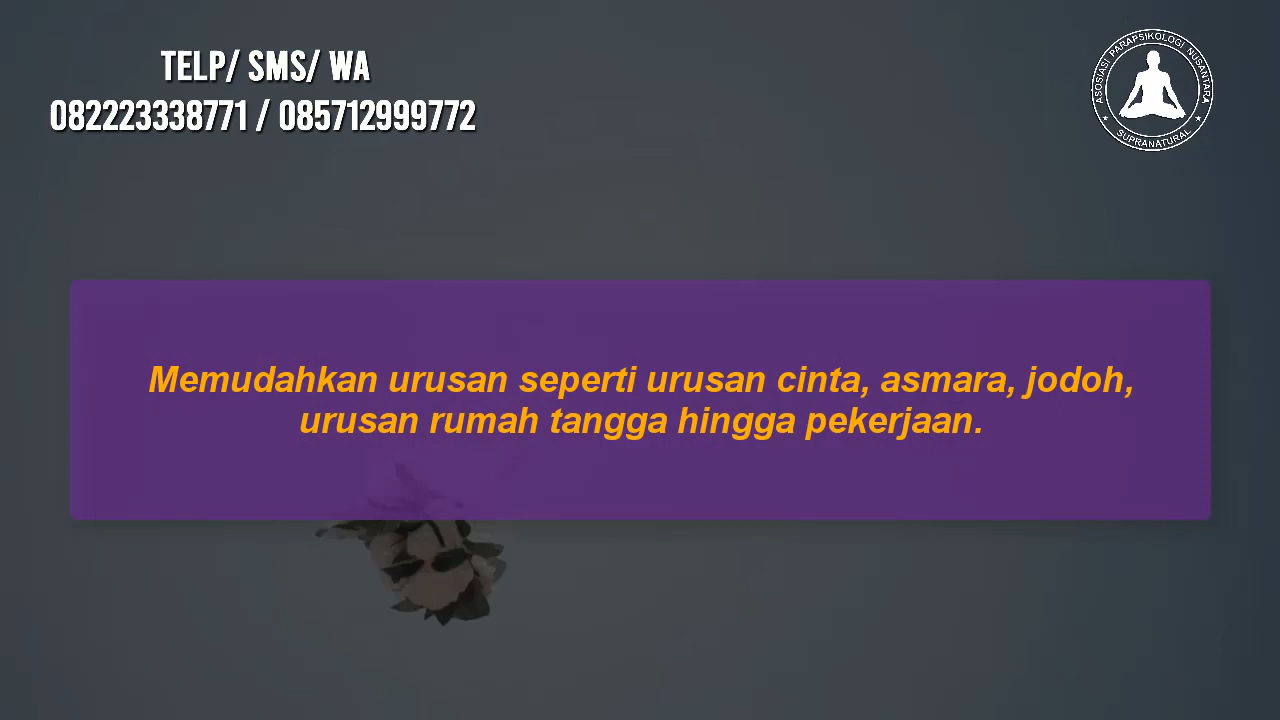 TELP/ SMS/ WA
082223338771 / 085712999772
ASOSIASI PARAPSIKOLOGI NUSANTARA
SUPRANATURAL
Memudahkan urusan seperti urusan cinta, asmara, jodoh,
urusan rumah tangga hingga pekerjaan.